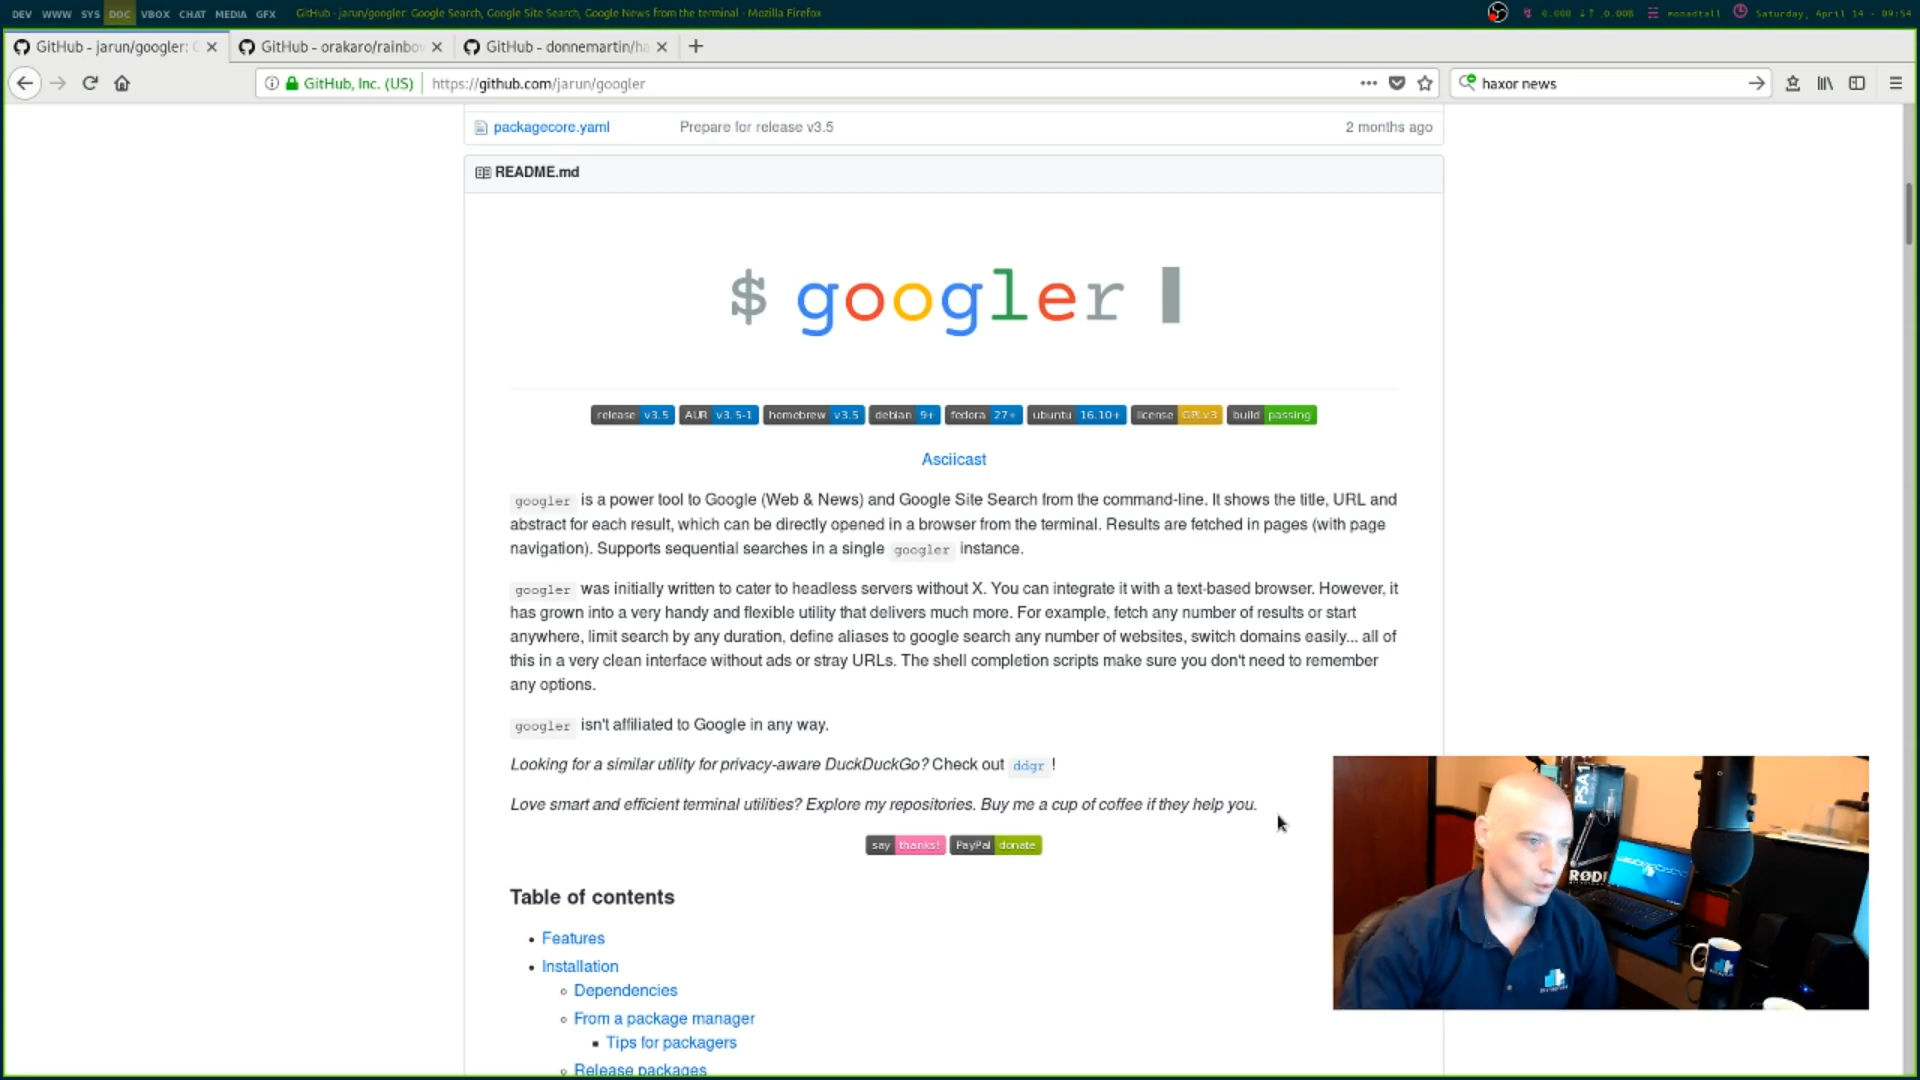 DEV WWW SYS DOC VBOX CHAT MEDIA GFX GitHub - jarun/googler: Google Search, Google Site Search, Google News from the terminal - Mozilla Firefox monadtall Saturday, April 14 - 09:54
GitHub - jarun/googler: GitHub - orakaro/rainbow GitHub - donnemartin/ha
GitHub, Inc. (US) https://github.com/jarun/googler haxor news
packagecore.yaml Prepare for release v3.5 2 months ago
README.md
$ googler
release v3.5 AUR v3.5-1 homebrew v3.5 debian 9+ fedora 27+ ubuntu 16.10+ license GPLv3 build passing
Asciicast
googler is a power tool to Google (Web & News) and Google Site Search from the command-line. It shows the title, URL and
abstract for each result, which can be directly opened in a browser from the terminal. Results are fetched in pages (with page
navigation). Supports sequential searches in a single googler instance.
googler was initially written to cater to headless servers without X. You can integrate it with a text-based browser. However, it
has grown into a very handy and flexible utility that delivers much more. For example, fetch any number of results or start
anywhere, limit search by any duration, define aliases to google search any number of websites, switch domains easily... all of
this in a very clean interface without ads or stray URLs. The shell completion scripts make sure you don't need to remember
any options.
googler isn't affiliated to Google in any way.
Looking for a similar utility for privacy-aware DuckDuckGo? Check out ddgr !
Love smart and efficient terminal utilities? Explore my repositories. Buy me a cup of coffee if they help you.
say thanks! PayPal donate
Table of contents
• Features
• Installation
Dependencies
From a package manager
Tips for packagers
Release packages
PSA1
RØDE